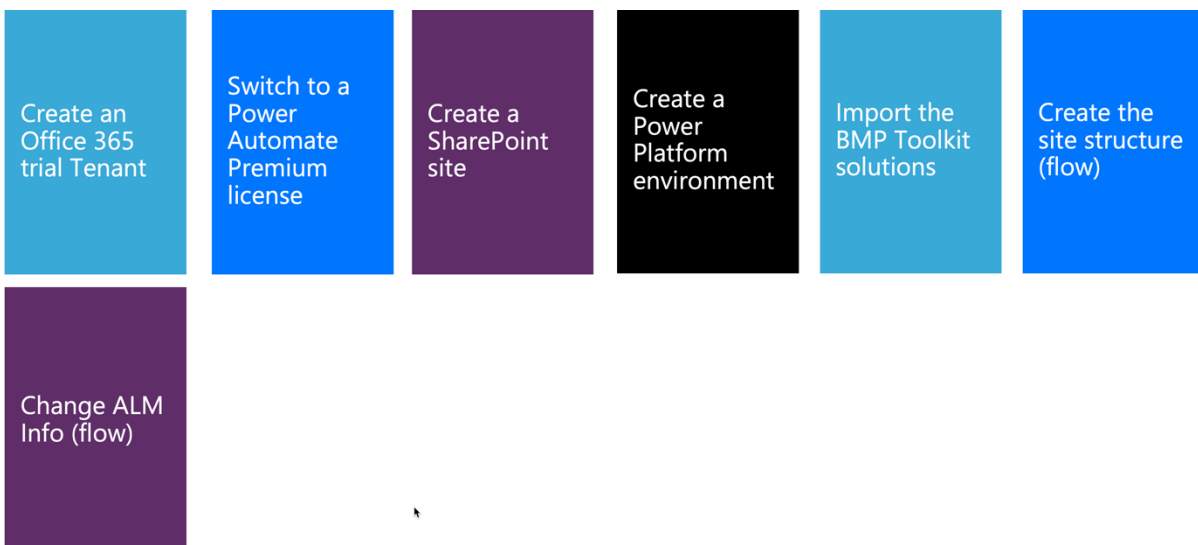 Create an
Office 365
trial Tenant
Switch to a
Power
Automate
Premium
license
Create a
SharePoint
site
Create a
Power
Platform
environment
Import the
BMP Toolkit
solutions
Create the
site structure
(flow)
Change ALM
Info (flow)